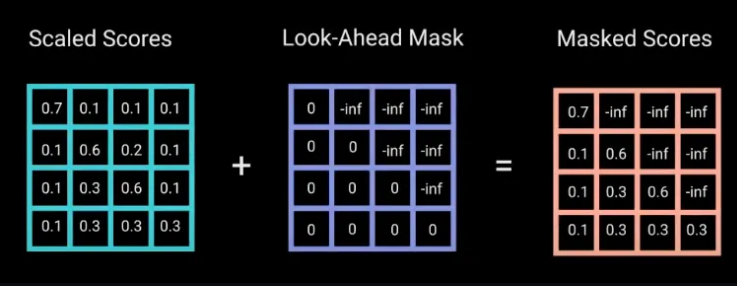 Scaled Scores Look-Ahead Mask Masked Scores
0.7 0.1 0.1 0.1
0.1 0.6 0.2 0.1
0.1 0.3 0.6 0.1
0.1 0.3 0.3 0.3
+
0 -inf -inf -inf
0 0 -inf -inf
0 0 0 -inf
0 0 0 0
=
0.7 -inf -inf -inf
0.1 0.6 -inf -inf
0.1 0.3 0.6 -inf
0.1 0.3 0.3 0.3